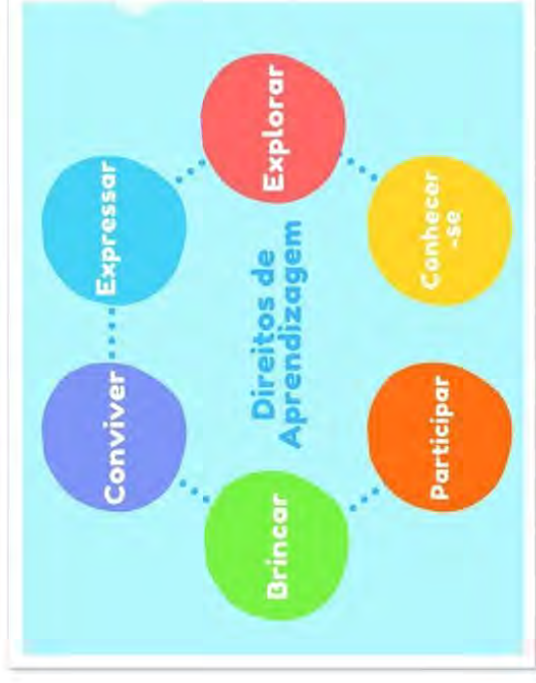 Conviver
Expressar
Brincar
Direitos de
Aprendizagem
Explorar
Participar
Conhecer
-se